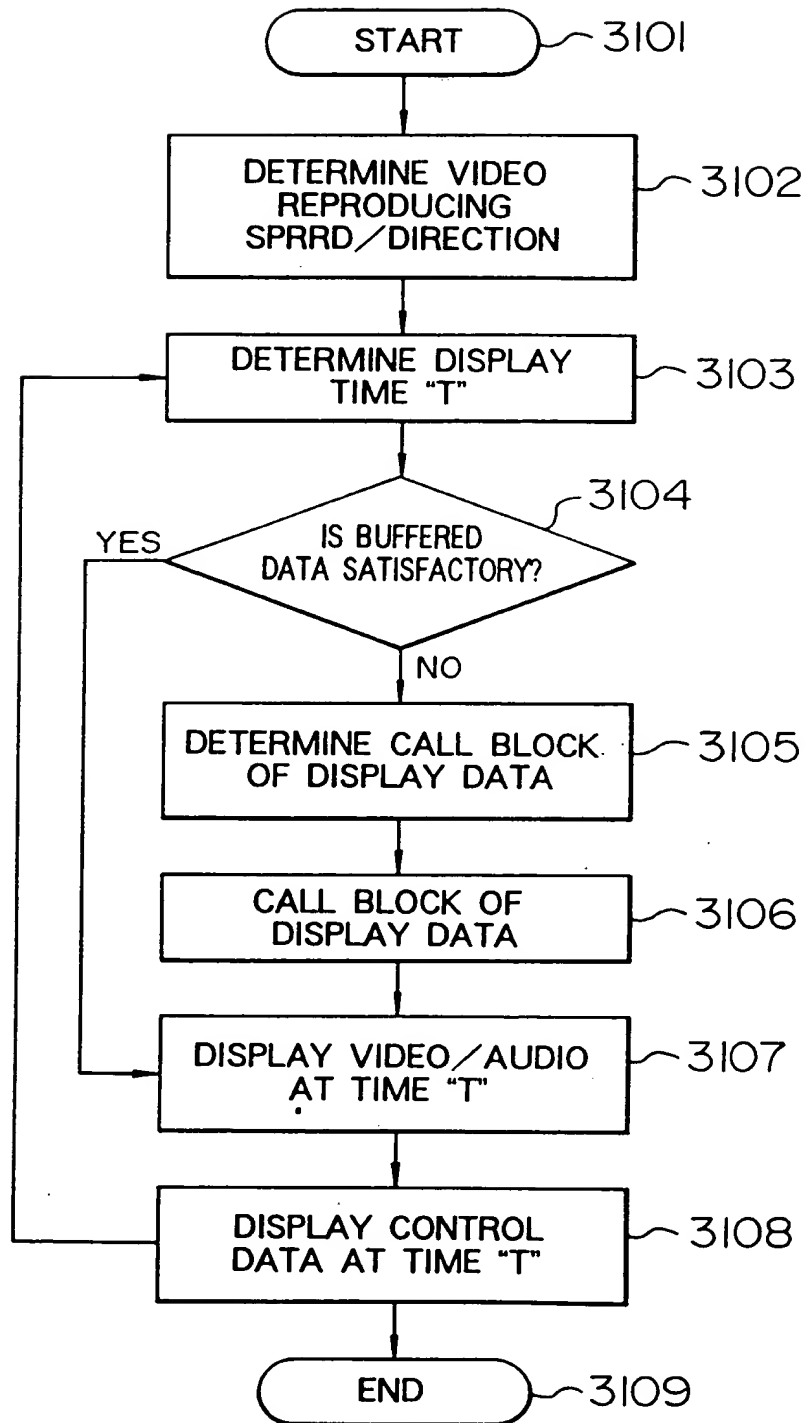 START
3101
DETERMINE VIDEO
REPRODUCING
SPRRD/DIRECTION
3102
DETERMINE DISPLAY
TIME "T"
3103
3104
IS BUFFERED
DATA SATISFACTORY?
YES
NO
DETERMINE CALL BLOCK
OF DISPLAY DATA
3105
CALL BLOCK OF
DISPLAY DATA
3106
DISPLAY VIDEO/AUDIO
AT TIME "T"
3107
DISPLAY CONTROL
DATA AT TIME "T"
3108
END
3109